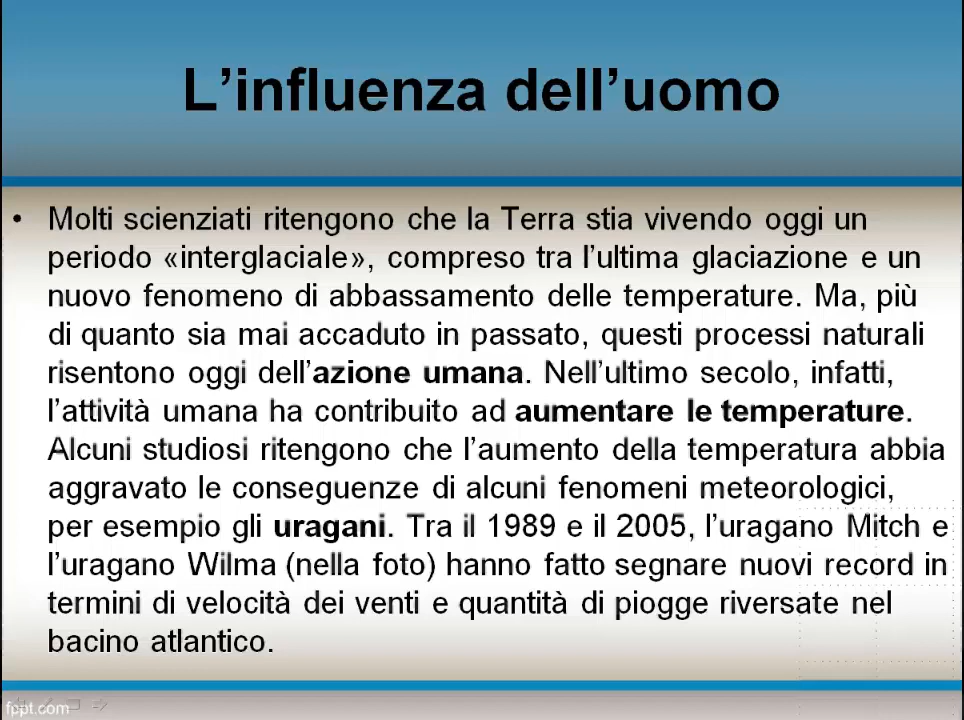 L’influenza dell’uomo
• Molti scienziati ritengono che la Terra stia vivendo oggi un
periodo «interglaciale», compreso tra l’ultima glaciazione e un
nuovo fenomeno di abbassamento delle temperature. Ma, più
di quanto sia mai accaduto in passato, questi processi naturali
risentono oggi dell’azione umana. Nell’ultimo secolo, infatti,
l’attività umana ha contribuito ad aumentare le temperature.
Alcuni studiosi ritengono che l’aumento della temperatura abbia
aggravato le conseguenze di alcuni fenomeni meteorologici,
per esempio gli uragani. Tra il 1989 e il 2005, l’uragano Mitch e
l’uragano Wilma (nella foto) hanno fatto segnare nuovi record in
termini di velocità dei venti e quantità di piogge riversate nel
bacino atlantico.
fppt.com